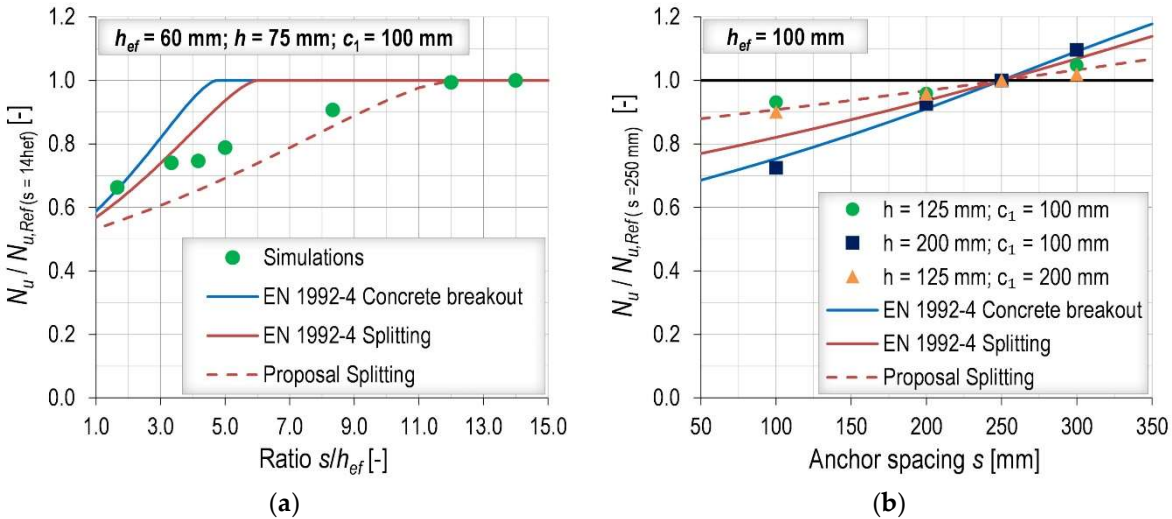 h_ef = 60 mm; h = 75 mm; c_1 = 100 mm
N_u / N_u,Ref (s = 14hef) [-]
1.2
1.0
0.8
0.6
0.4
0.2
0.0
Simulations
EN 1992-4 Concrete breakout
EN 1992-4 Splitting
Proposal Splitting
1.0 3.0 5.0 7.0 9.0 11.0 13.0 15.0
Ratio s/h_ef [-]
(a)
h_ef = 100 mm
N_u / N_u,Ref (s =250 mm) [-]
1.2
1.0
0.8
0.6
0.4
0.2
0.0
h = 125 mm; c_1 = 100 mm
h = 200 mm; c_1 = 100 mm
h = 125 mm; c_1 = 200 mm
EN 1992-4 Concrete breakout
EN 1992-4 Splitting
Proposal Splitting
50 100 150 200 250 300 350
Anchor spacing s [mm]
(b)